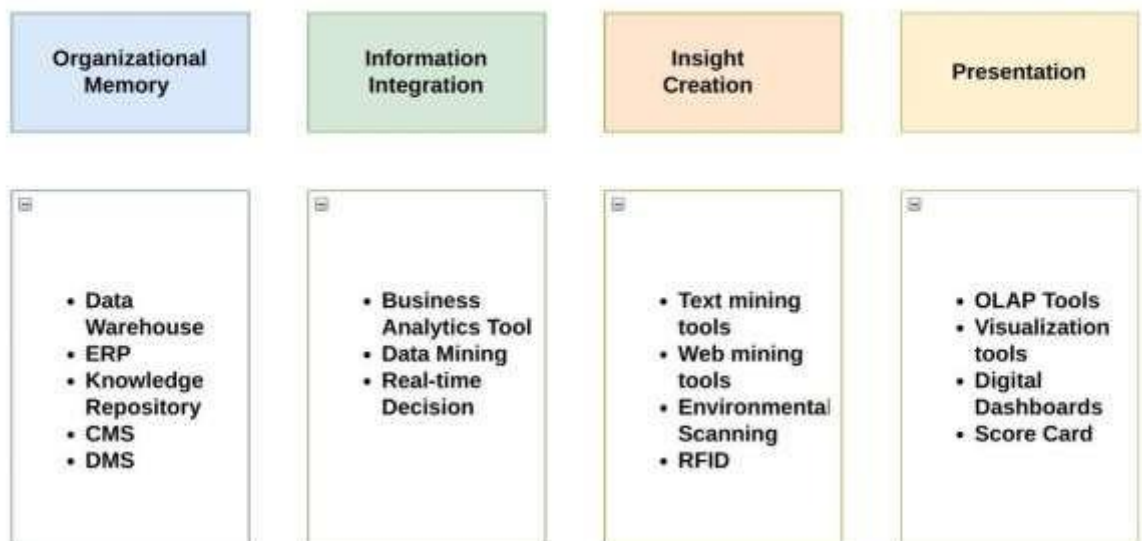 Organizational
Memory
Information
Integration
Insight
Creation
Presentation
• Data
Warehouse
• ERP
• Knowledge
Repository
• CMS
• DMS
• Business
Analytics Tool
• Data Mining
• Real-time
Decision
• Text mining
tools
• Web mining
tools
• Environmental
Scanning
• RFID
• OLAP Tools
• Visualization
tools
• Digital
Dashboards
• Score Card